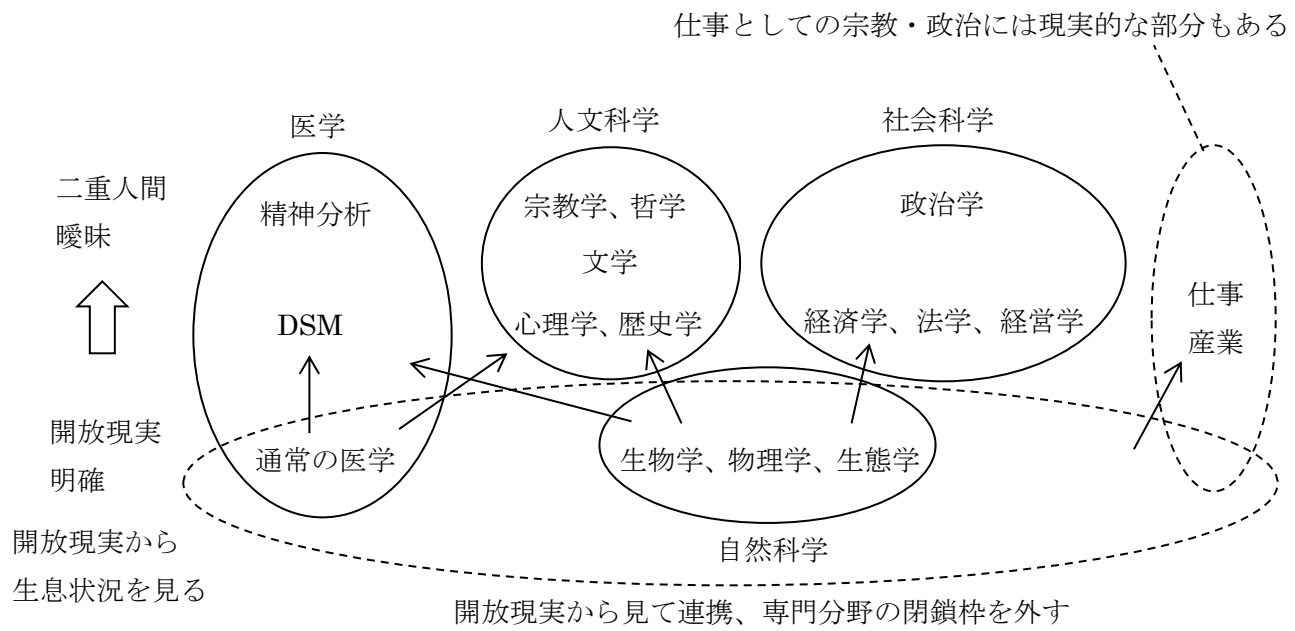 仕事としての宗教・政治には現実的な部分もある
医学
人文科学
社会科学
二重人間
曖昧
精神分析
DSM
宗教学、哲学
文学
心理学、歴史学
政治学
経済学、法学、経営学
仕事
産業
開放現実
明確
通常の医学
生物学、物理学、生態学
自然科学
開放現実から
生息状況を見る
開放現実から見て連携、専門分野の閉鎖枠を外す